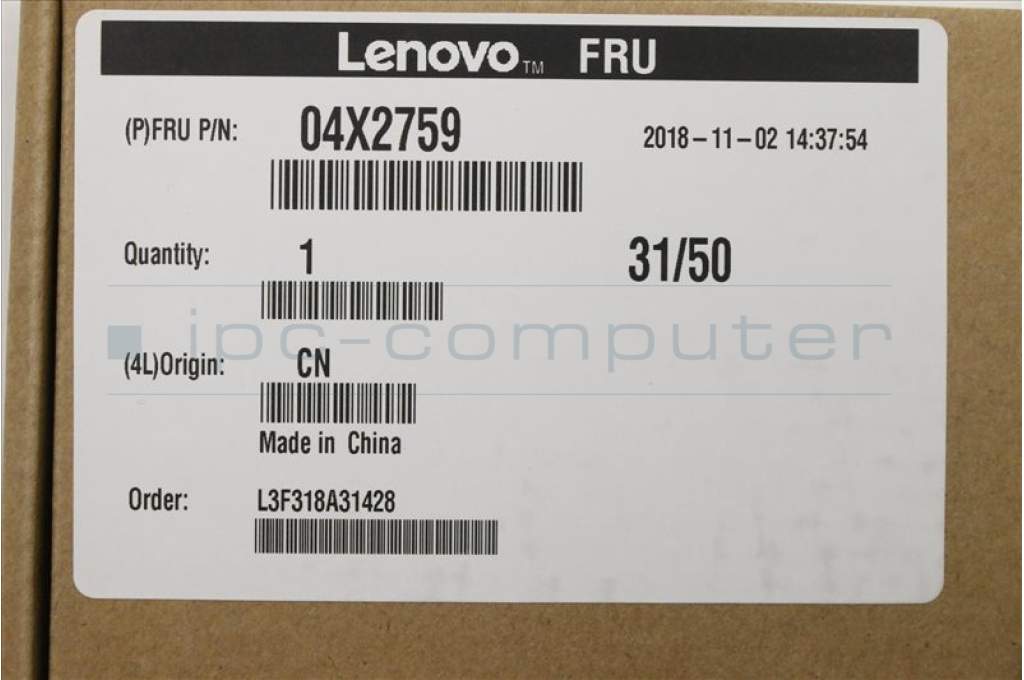 Lenovo™ FRU
(P)FRU P/N: 04X2759 2018-11-02 14:37:54
Quantity: 1 31/50
ipc-computer
(4L)Origin: CN
Made in China
Order: L3F318A31428